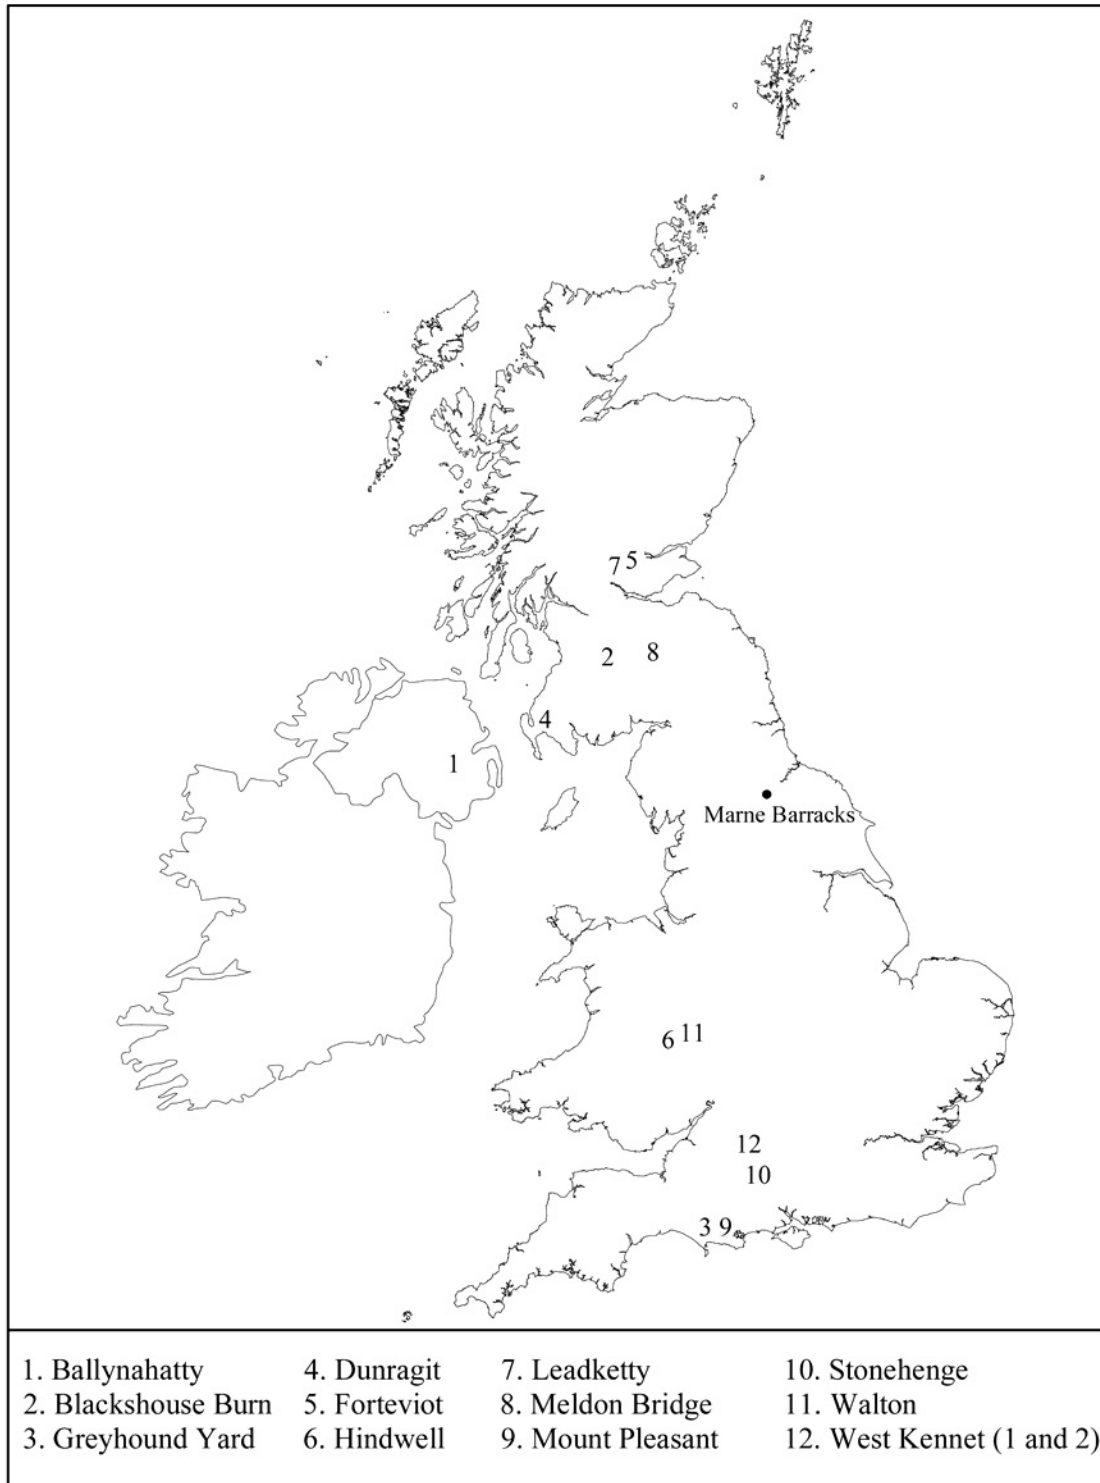 7 5
2 8
4
1
Marne Barracks
6 11
12
10
3 9
1. Ballynahatty
2. Blackshouse Burn
3. Greyhound Yard
4. Dunragit
5. Forteviot
6. Hindwell
7. Leadketty
8. Meldon Bridge
9. Mount Pleasant
10. Stonehenge
11. Walton
12. West Kennet (1 and 2)